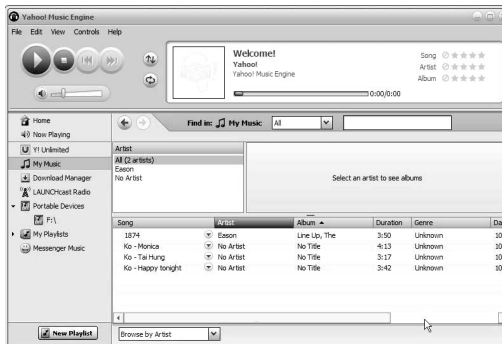 Yahoo! Music Engine
File Edit View Controls Help
Welcome!
Yahoo!
Yahoo! Music Engine
Song
Artist
Album
0:00/0:00
Home
Now Playing
Y! Unlimited
My Music
Download Manager
LAUNCHcast Radio
Portable Devices
F:\
My Playlists
Messenger Music
New Playlist
Find in: My Music All
Artist
All (2 artists)
Eason
No Artist
Select an artist to see albums
Song Artist Album Duration Genre Da
1874 Eason Line Up, The 3:50 Unknown 10
Ko - Monica No Artist No Title 4:13 Unknown 10
Ko - Tai Hung No Artist No Title 3:17 Unknown 10
Ko - Happy tonight No Artist No Title 3:42 Unknown 10
Browse by Artist